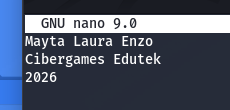 GNU nano 9.0
Mayta Laura Enzo
Cibergames Edutek
2026